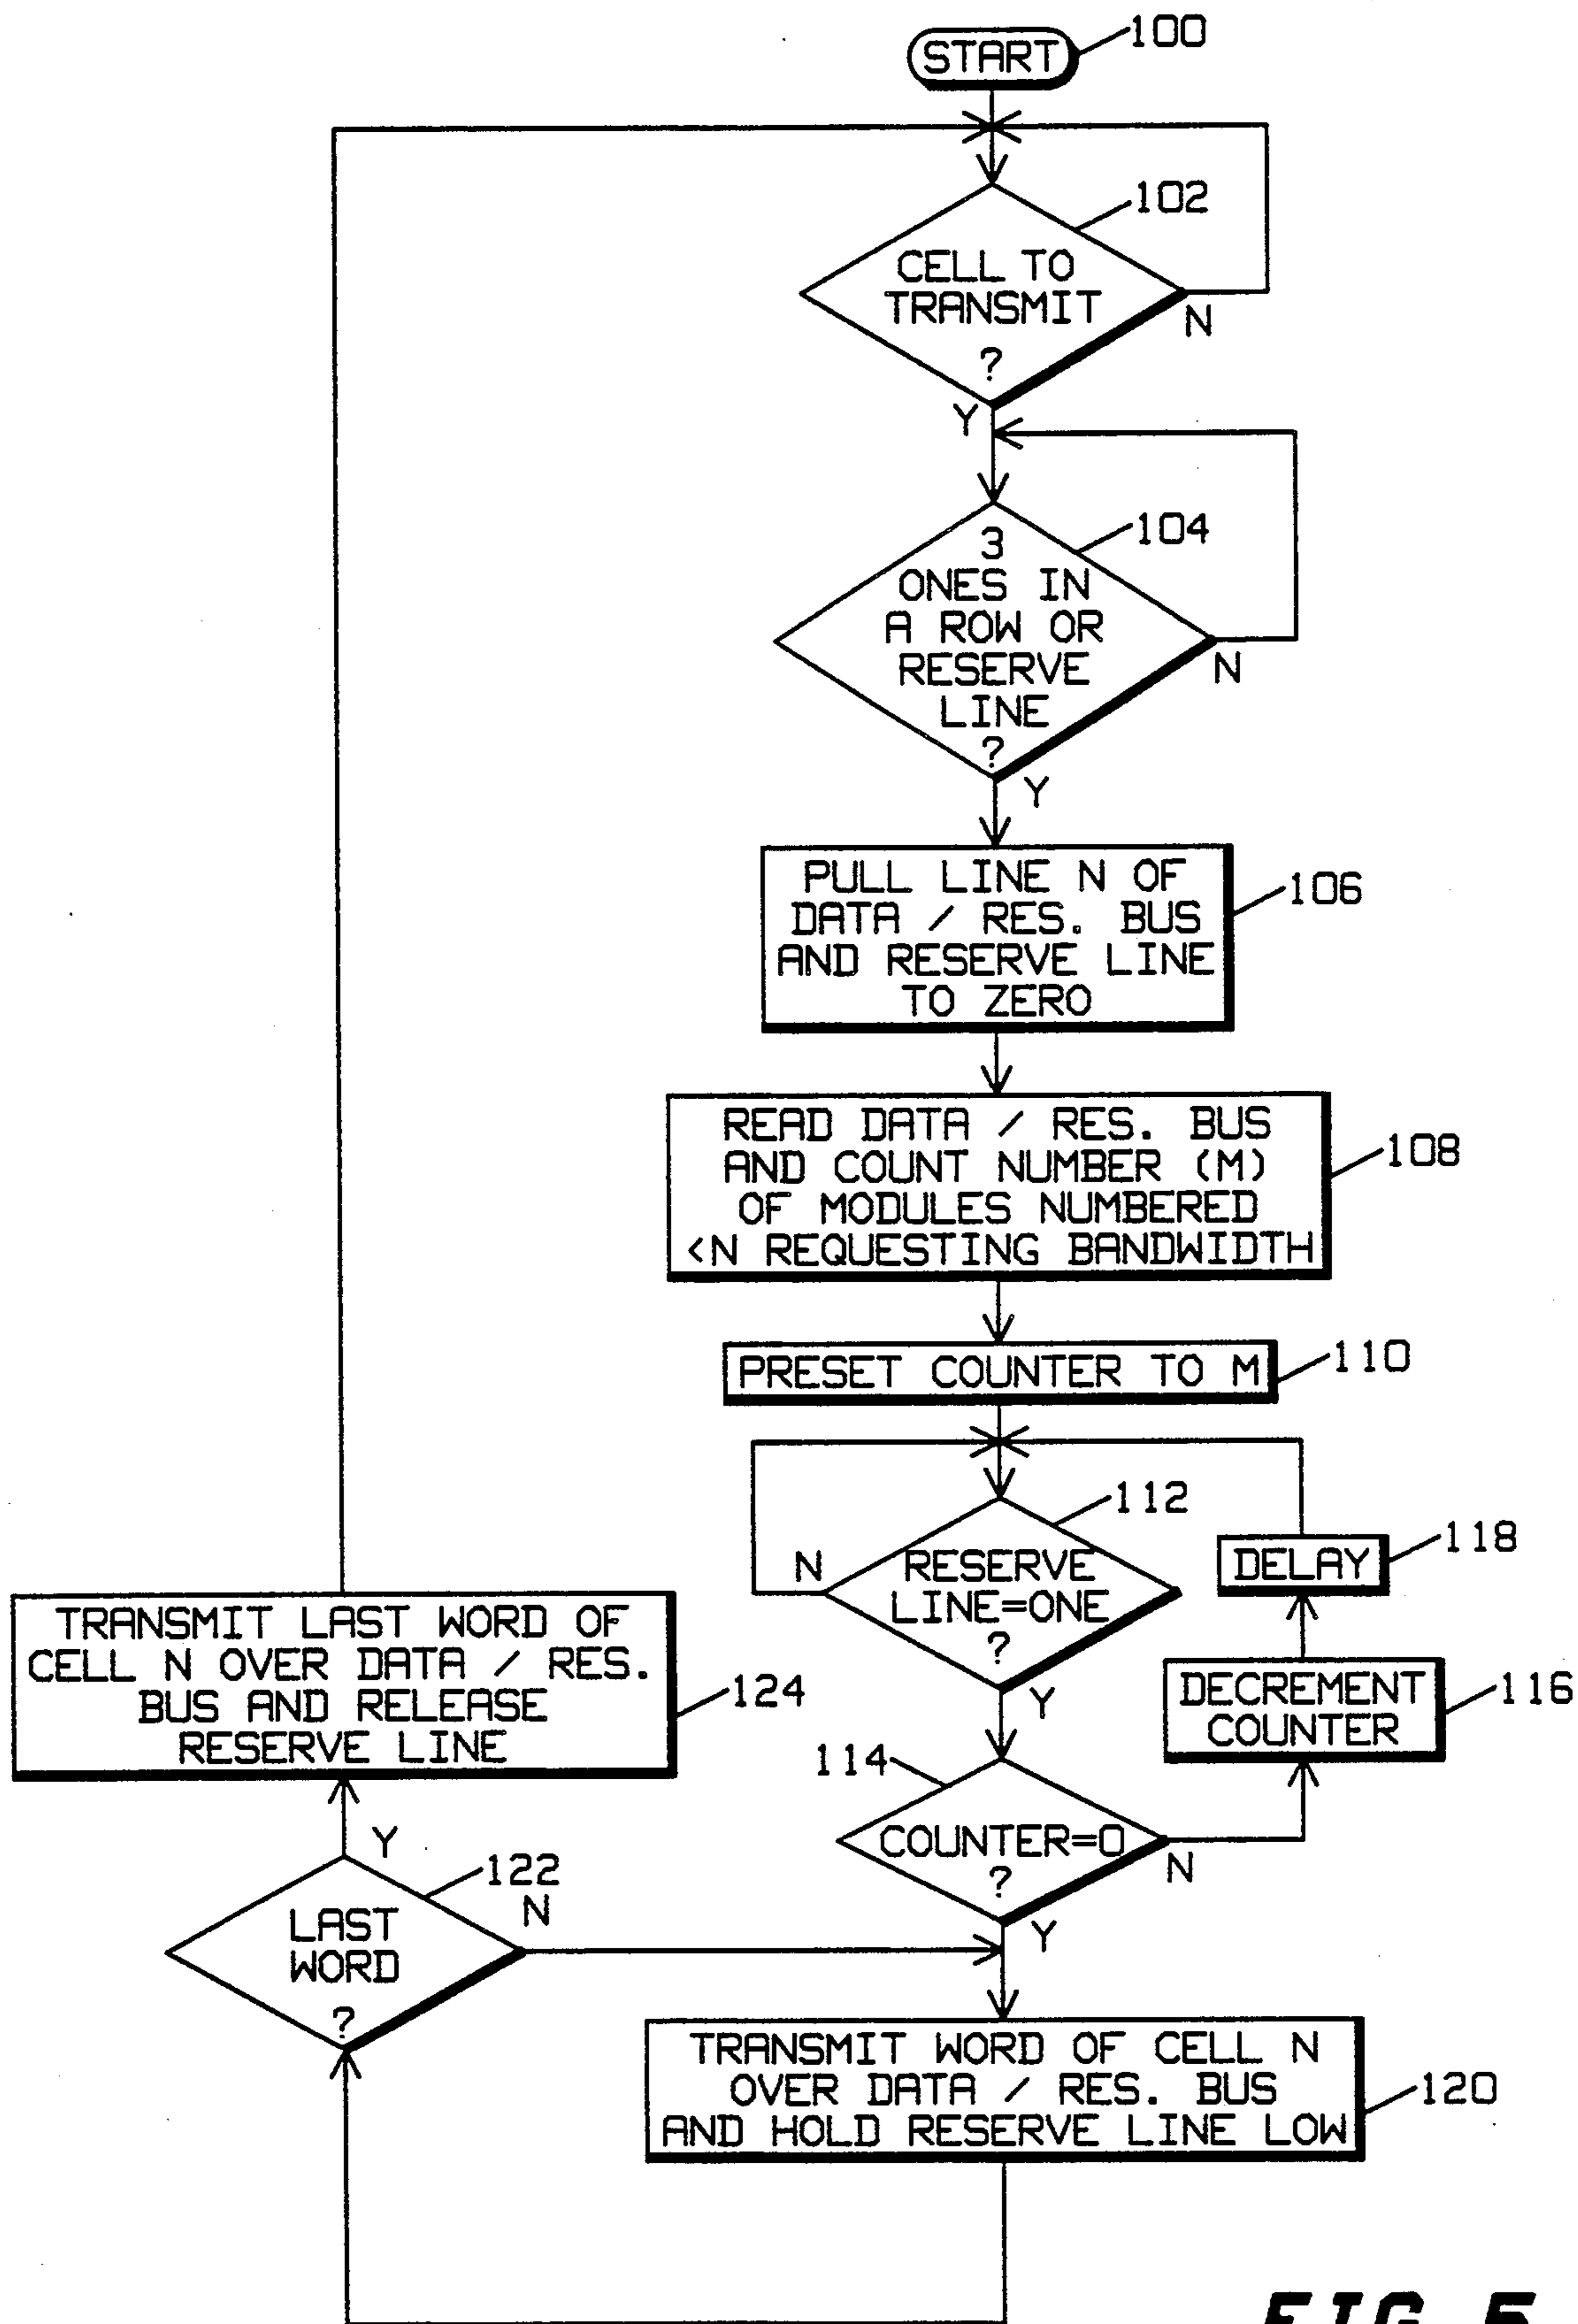 START
100
CELL TO
TRANSMIT
?
102
N
Y
3
ONES IN
A ROW OR
RESERVE
LINE
?
104
N
Y
PULL LINE N OF
DATA / RES. BUS
AND RESERVE LINE
TO ZERO
106
READ DATA / RES. BUS
AND COUNT NUMBER (M)
OF MODULES NUMBERED
<N REQUESTING BANDWIDTH
108
PRESET COUNTER TO M
110
RESERVE
LINE=ONE
?
112
N
Y
DELAY
118
DECREMENT
COUNTER
116
COUNTER=0
?
114
N
Y
TRANSMIT LAST WORD OF
CELL N OVER DATA / RES.
BUS AND RELEASE
RESERVE LINE
124
Y
LAST
WORD
?
122
N
TRANSMIT WORD OF CELL N
OVER DATA / RES. BUS
AND HOLD RESERVE LINE LOW
120
FIG. 5